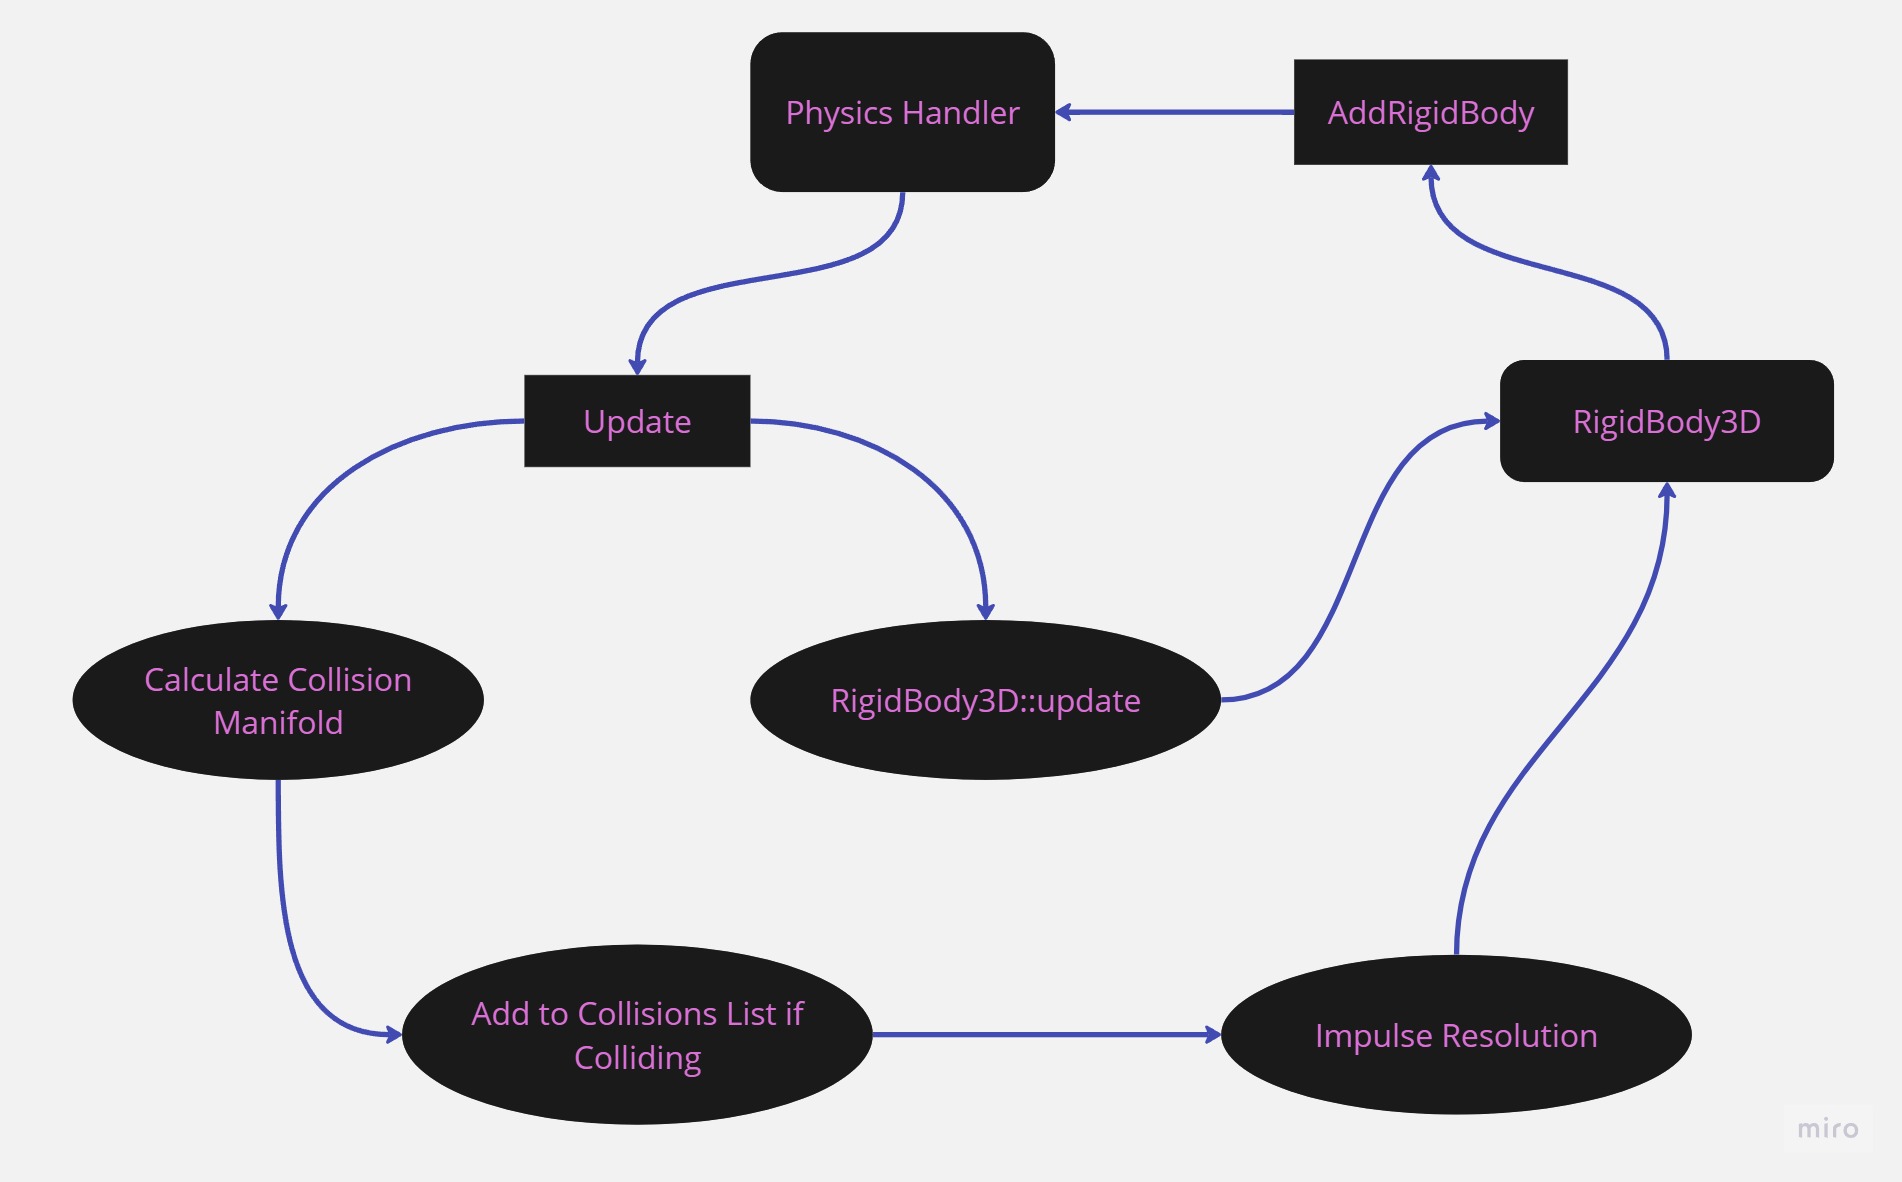 Physics Handler
AddRigidBody
Update
RigidBody3D
Calculate Collision
Manifold
RigidBody3D::update
Add to Collisions List if
Colliding
Impulse Resolution
miro